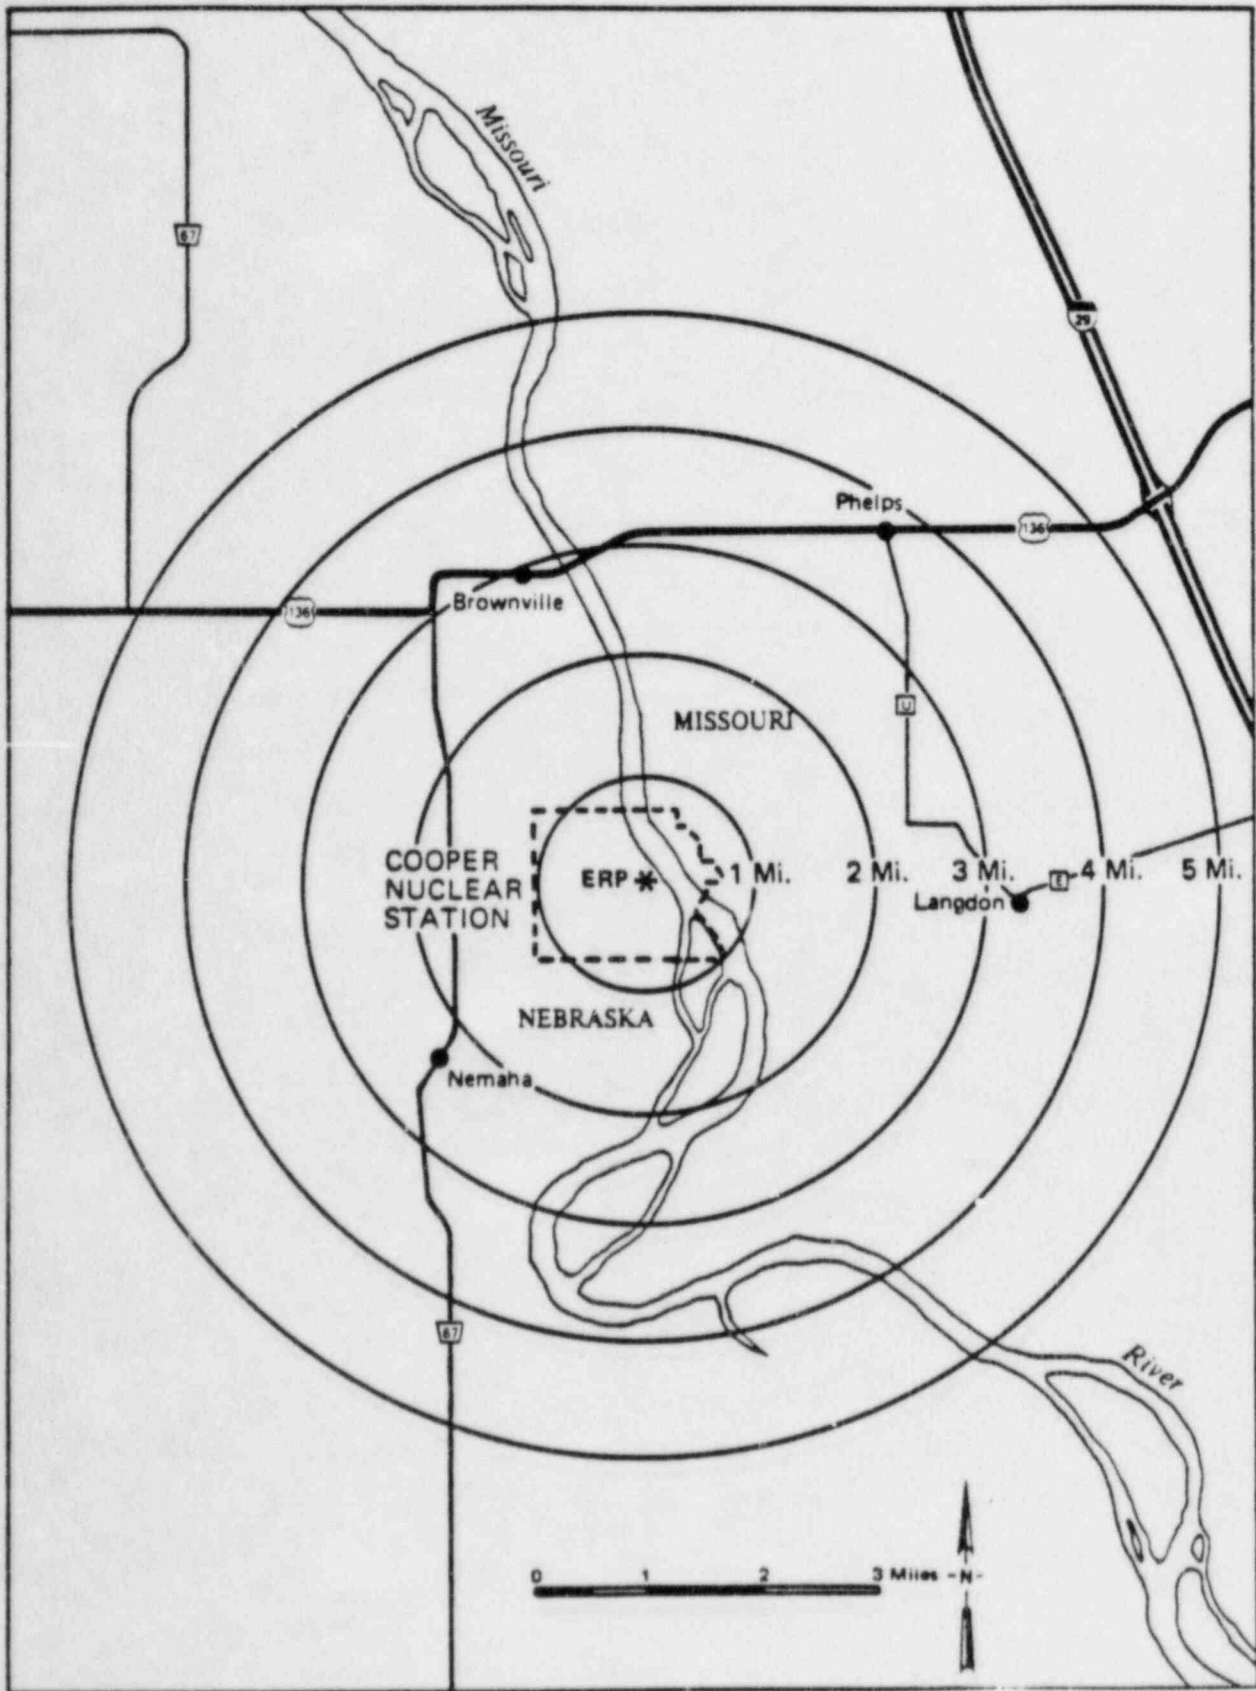 Missouri
67
29
Phelps
136
136
Brownville
U
MISSOURI
COOPER
NUCLEAR
STATION
ERP
1 Mi.
2 Mi.
3 Mi.
4 Mi.
5 Mi.
E
Langdon
NEBRASKA
Nemaha
67
River
0 1 2 3 Miles
-N-